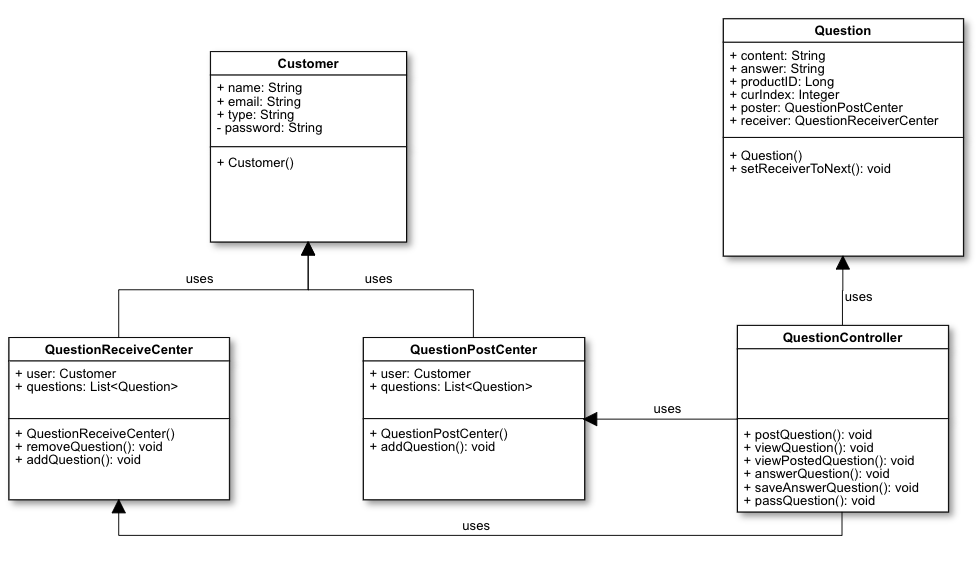 Question
+ content: String
+ answer: String
+ productID: Long
+ curIndex: Integer
+ poster: QuestionPostCenter
+ receiver: QuestionReceiverCenter
+ Question()
+ setReceiverToNext(): void
Customer
+ name: String
+ email: String
+ type: String
- password: String
+ Customer()
uses
uses
uses
QuestionReceiveCenter
+ user: Customer
+ questions: List<Question>
+ QuestionReceiveCenter()
+ removeQuestion(): void
+ addQuestion(): void
QuestionPostCenter
+ user: Customer
+ questions: List<Question>
+ QuestionPostCenter()
+ addQuestion(): void
uses
QuestionController
+ postQuestion(): void
+ viewQuestion(): void
+ viewPostedQuestion(): void
+ answerQuestion(): void
+ saveAnswerQuestion(): void
+ passQuestion(): void
uses